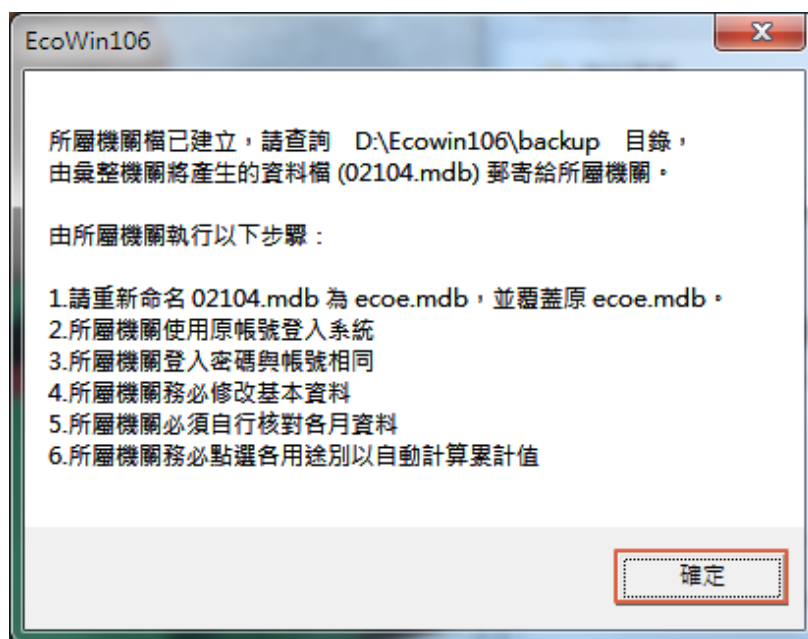 EcoWin106
所屬機關檔已建立，請查詢 D:\Ecowin106\backup 目錄，
由彙整機關將產生的資料檔 (02104.mdb) 郵寄給所屬機關。
由所屬機關執行以下步驟：
1.請重新命名 02104.mdb 為 ecoe.mdb，並覆蓋原 ecoe.mdb。
2.所屬機關使用原帳號登入系統
3.所屬機關登入密碼與帳號相同
4.所屬機關務必修改基本資料
5.所屬機關必須自行核對各月資料
6.所屬機關務必點選各用途別以自動計算累計值
確定